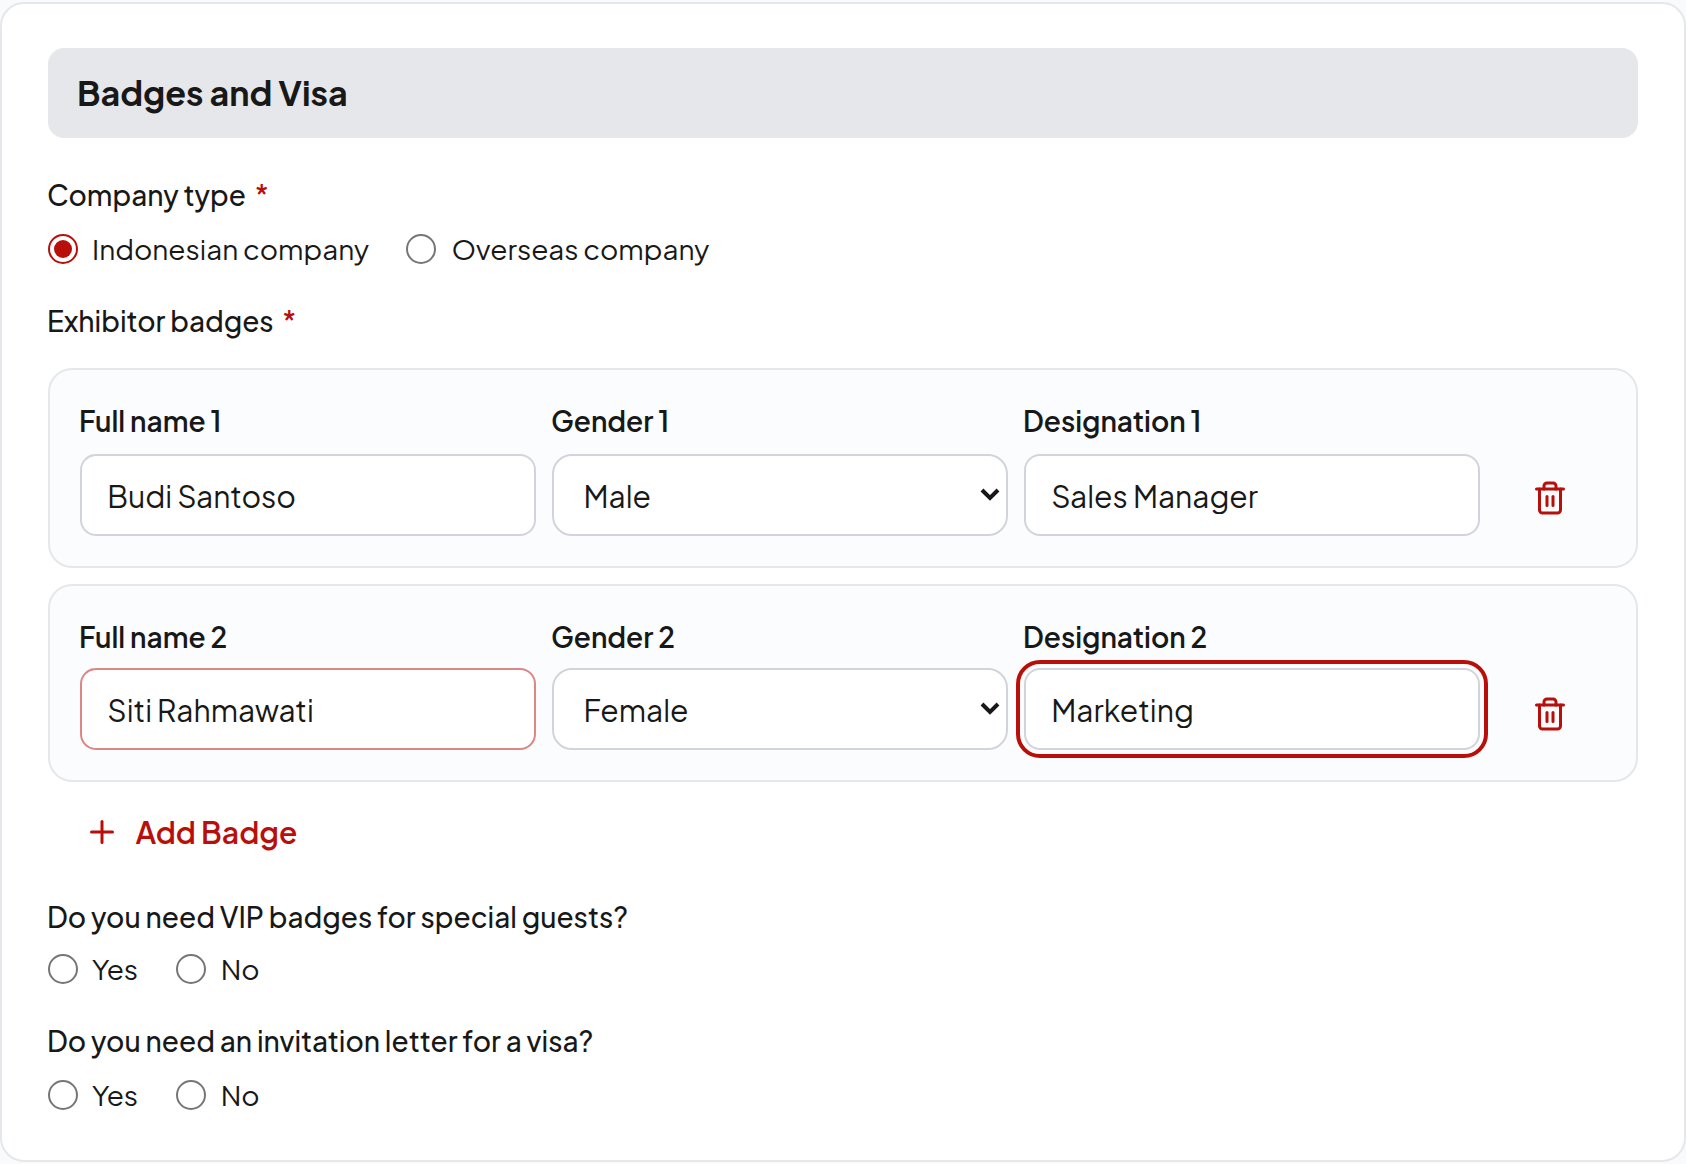 Badges and Visa
Company type *
Indonesian company Overseas company
Exhibitor badges *
Full name 1 Gender 1 Designation 1
Budi Santoso Male Sales Manager
Full name 2 Gender 2 Designation 2
Siti Rahmawati Female Marketing
+ Add Badge
Do you need VIP badges for special guests?
Yes No
Do you need an invitation letter for a visa?
Yes No